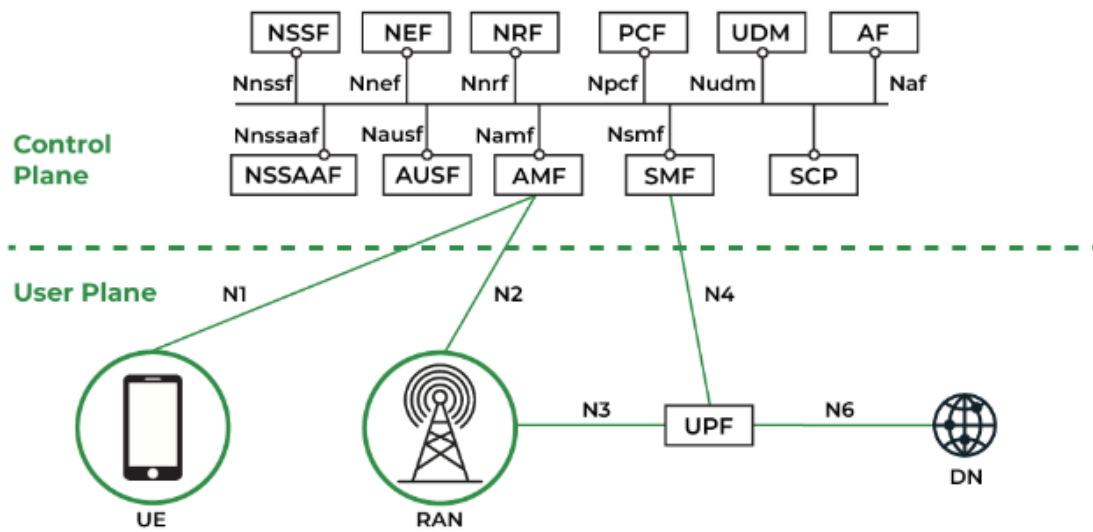 NSSF NEF NRF PCF UDM AF
Nnssf Nnef Nnrf Npcf Nudm Naf
Nnssaaf Nausf Namf Nsmf
Control
Plane
NSSAAF AUSF AMF SMF SCP
User Plane
N1 N2 N4
N3 N6
UPF
DN
UE RAN